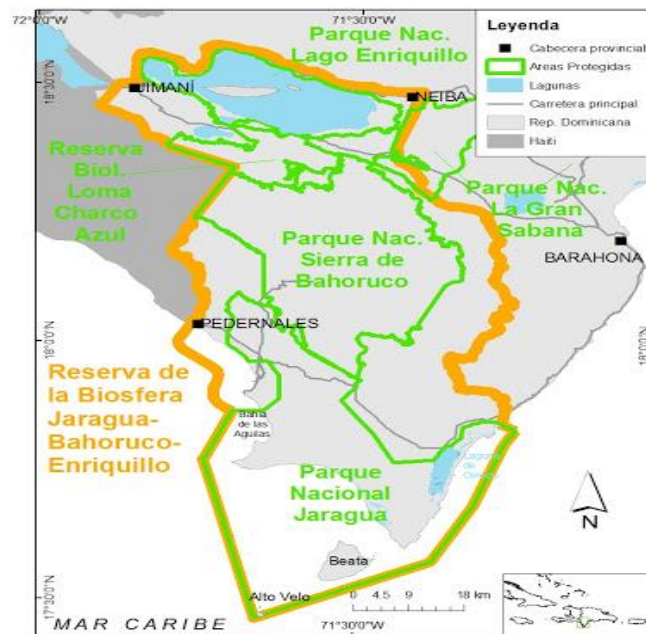 72°0'0"W
71°30'0"W
Parque Nac.
Lago Enriquillo
Leyenda
Cabecera provincial
Areas Protegidas
Lagunas
Carretera principal
Rep. Dominicana
Haiti
18°30'0"N
JIMANÍ
NEIBA
Reserva
Biol.
Loma
Charco
Azul
Parque Nac.
La Gran
Sabana
Parque Nac.
Sierra de
Bahoruco
BARAHONA
PEDERNALES
18°0'0"N
18°0'0"N
Reserva de
la Biosfera
Jaragua-
Bahoruco-
Enriquillo
Bahía
de las
Aguilas
Laguna
de
Oviedo
Parque
Nacional
Jaragua
N
Beata
Alto Velo
0 4.5 9 18 km
17°30'0"N
MAR CARIBE
71°30'0"W